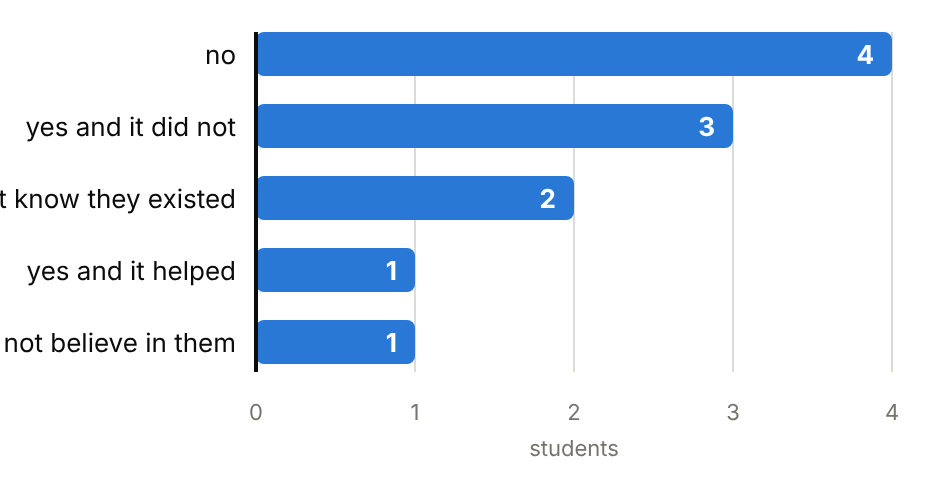 no 4
yes and it did not 3
know they existed 2
yes and it helped 1
not believe in them 1
0 1 2 3 4
students